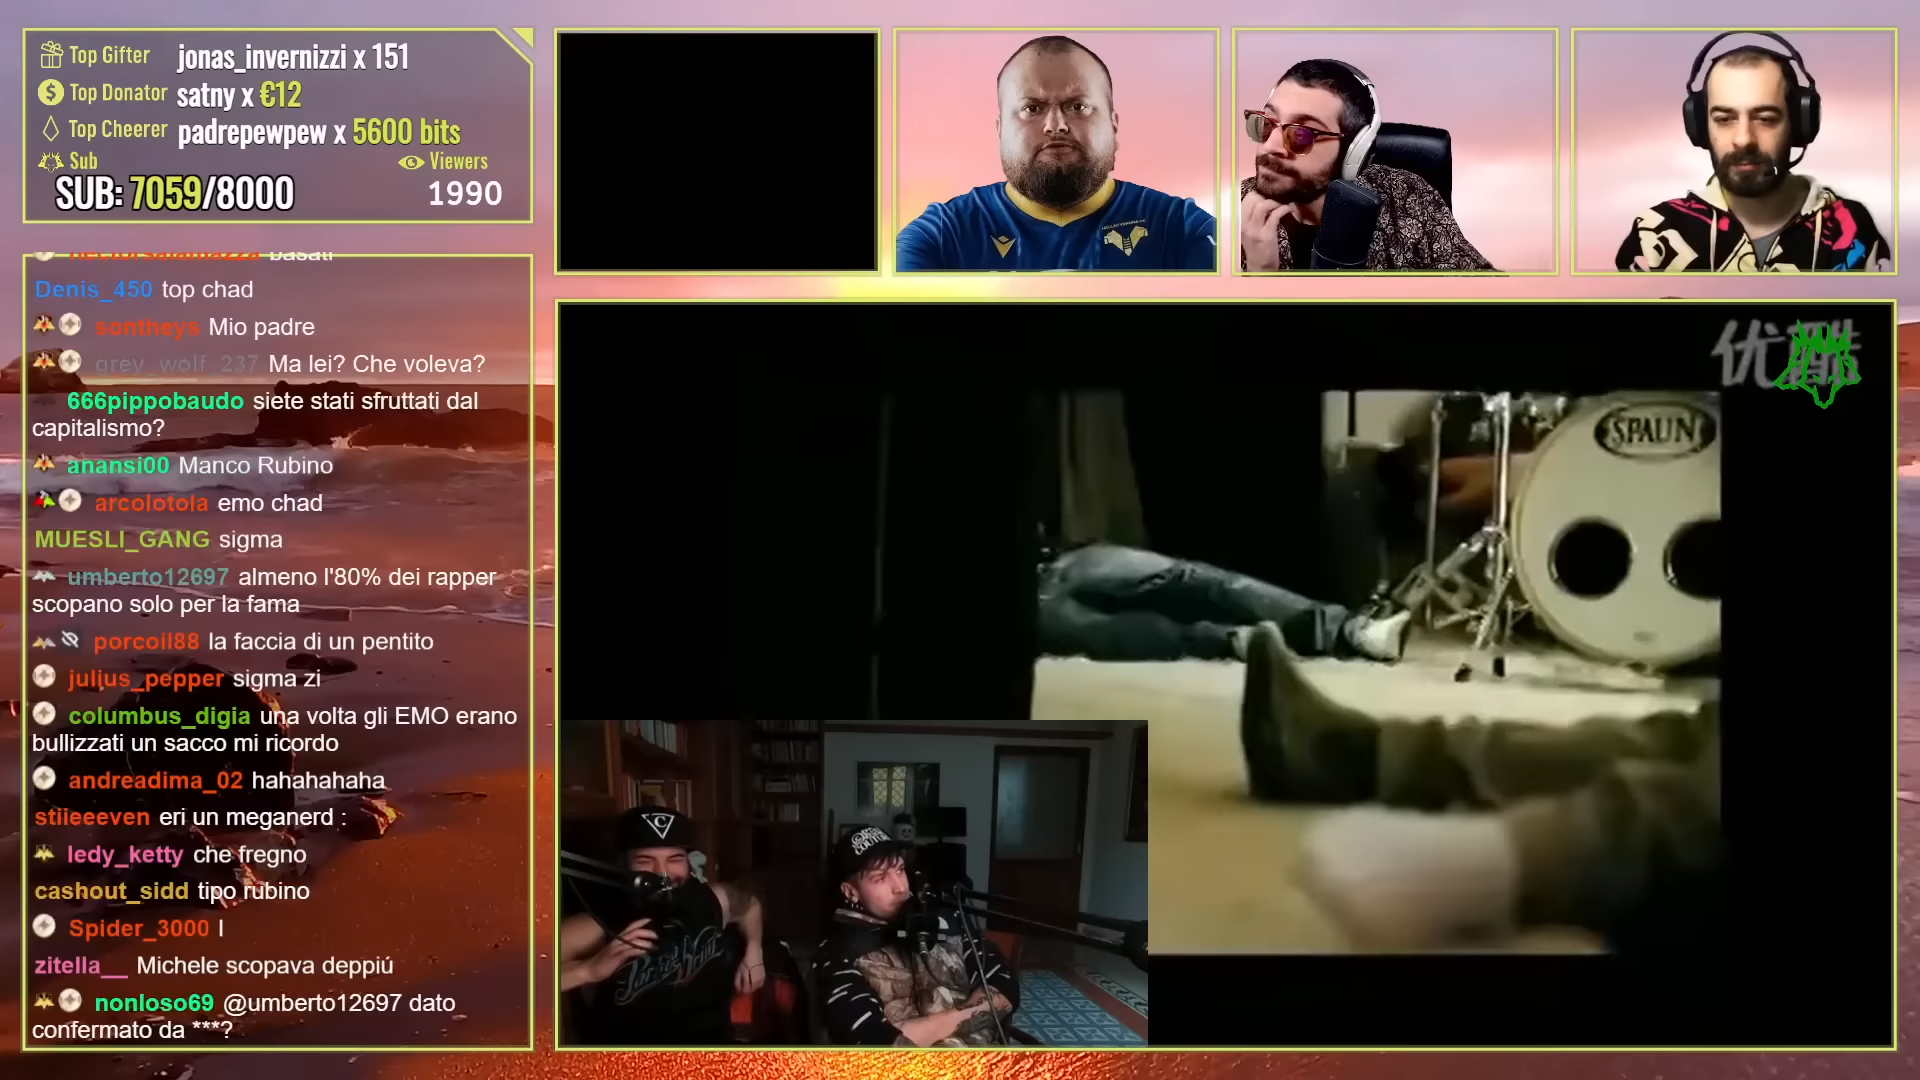 Top Gifter jonas_invernizzi x 151
Top Donator satny x €12
Top Cheerer padrepewpew x 5600 bits
Sub Viewers
SUB: 7059/8000 1990
basati
Denis_450 top chad
sontheys Mio padre
grey_wolf_237 Ma lei? Che voleva?
666pippobaudo siete stati sfruttati dal
capitalismo?
anansi00 Manco Rubino
arcolotola emo chad
MUESLI_GANG sigma
umberto12697 almeno l'80% dei rapper
scopano solo per la fama
porcoil88 la faccia di un pentito
julius_pepper sigma zi
columbus_digia una volta gli EMO erano
bullizzati un sacco mi ricordo
andreadima_02 hahahahaha
stiieeeven eri un meganerd :
ledy_ketty che fregno
cashout_sidd tipo rubino
Spider_3000 I
zitella__ Michele scopava deppiú
nonloso69 @umberto12697 dato
confermato da ***?
优酷
SPAUN
C